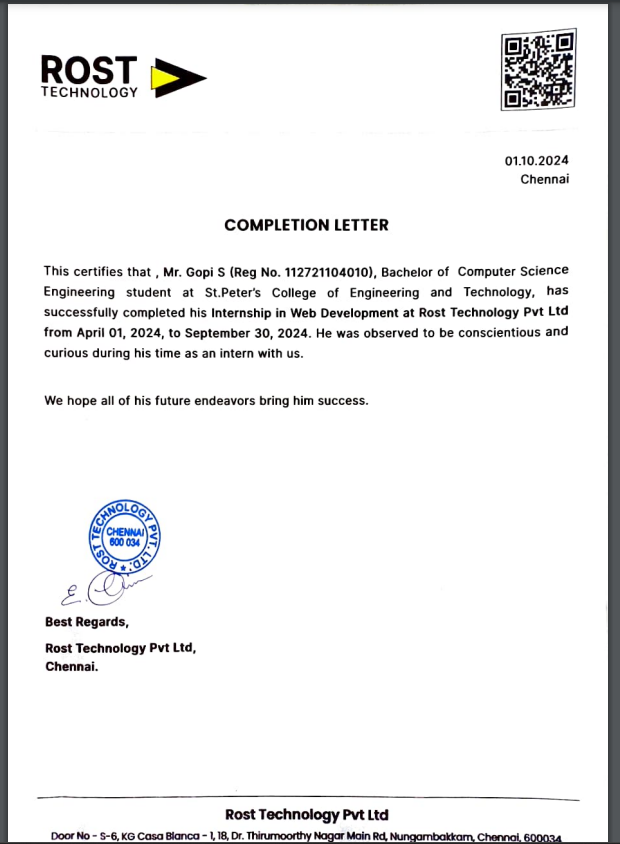 ROST
TECHNOLOGY
01.10.2024
Chennai
COMPLETION LETTER
This certifies that , Mr. Gopi S (Reg No. 112721104010), Bachelor of Computer Science
Engineering student at St.Peter's College of Engineering and Technology, has
successfully completed his Internship in Web Development at Rost Technology Pvt Ltd
from April 01, 2024, to September 30, 2024. He was observed to be conscientious and
curious during his time as an intern with us.
We hope all of his future endeavors bring him success.
ROST TECHNOLOGY PVT. LTD.
CHENNAI
600 034
Best Regards,
Rost Technology Pvt Ltd,
Chennai.
Rost Technology Pvt Ltd
Door No - S-6, KG Casa Blanca - 1, 18, Dr. Thirumoorthy Nagar Main Rd, Nungambakkam, Chennai, 600034